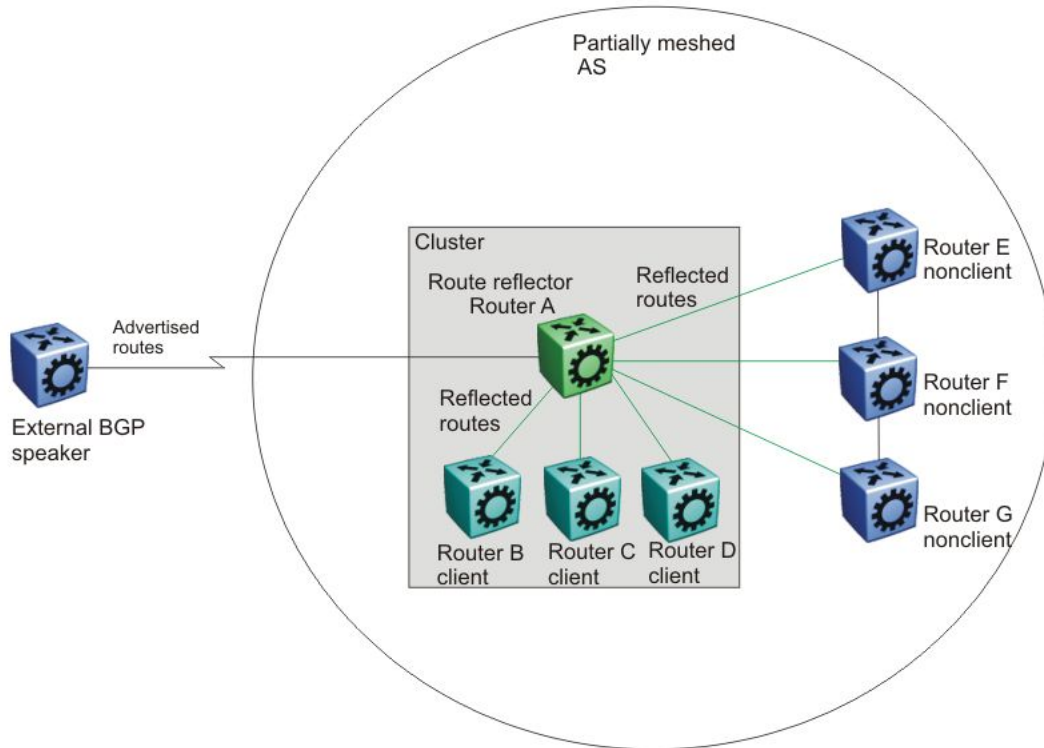 Partially meshed
AS
Cluster
Route reflector
Router A
Reflected
routes
Router E
nonclient
Advertised
routes
External BGP
speaker
Reflected
routes
Router F
nonclient
Router B
client
Router C
client
Router D
client
Router G
nonclient